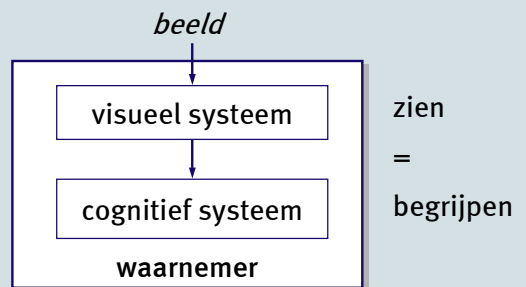 beeld
visueel systeem
cognitief systeem
waarnemer
zien
=
begrijpen